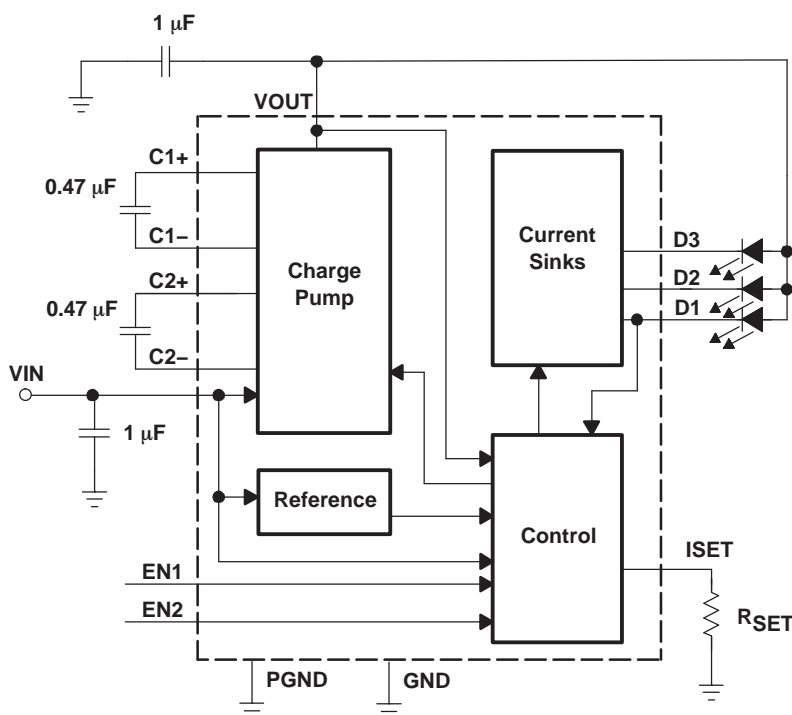 1 μF
VOUT
C1+
0.47 μF
C1–
C2+
0.47 μF
C2–
VIN
1 μF
Charge
Pump
Current
Sinks
D3
D2
D1
Reference
Control
ISET
RSET
EN1
EN2
PGND
GND